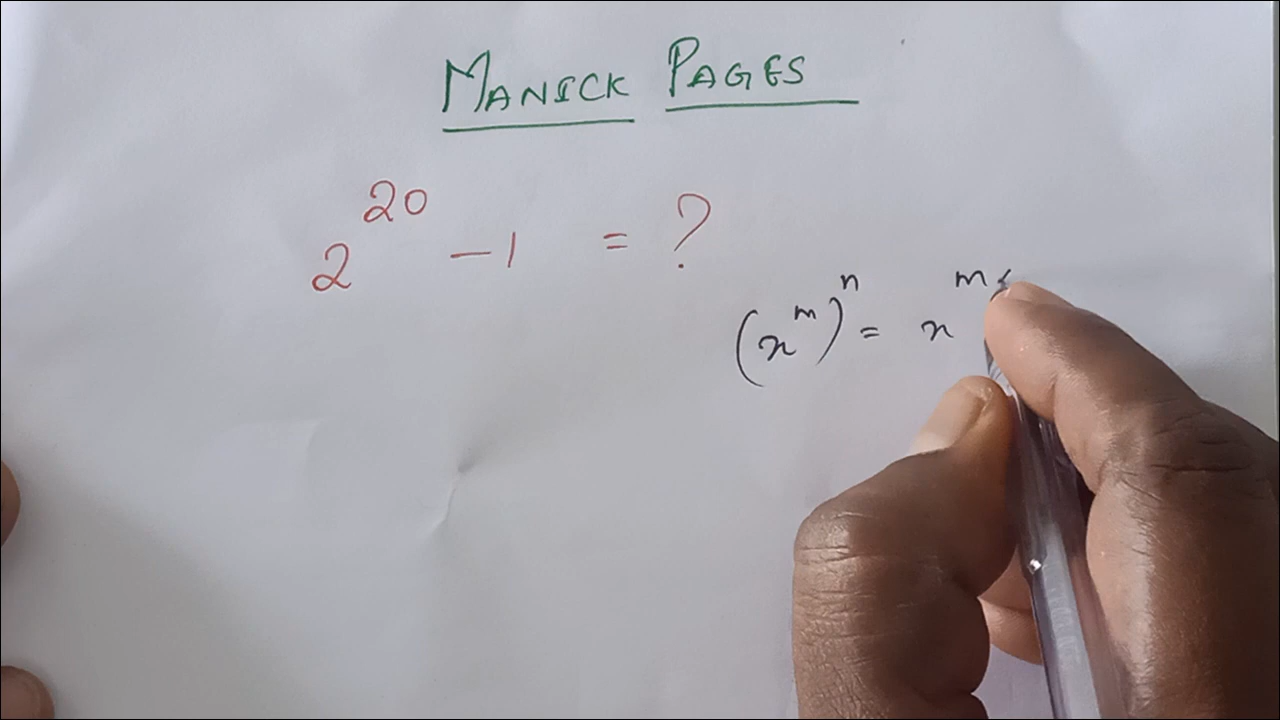 MANICK PAGES
2^20 - 1 = ?
(x^m)^n = x^m